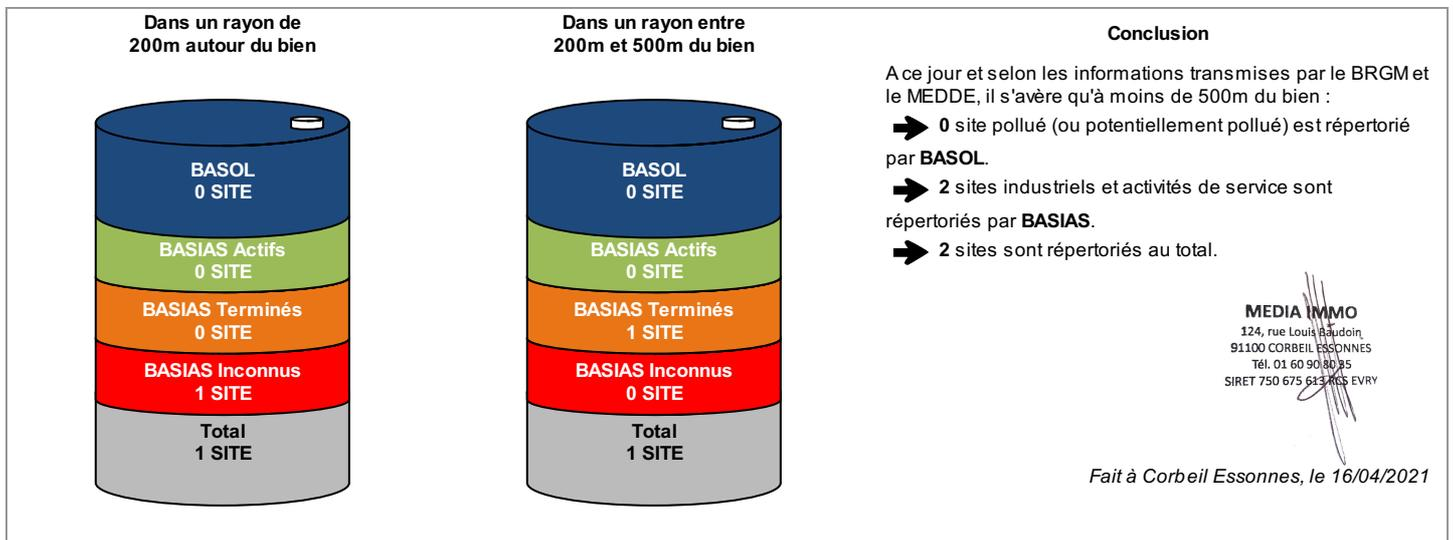 Dans un rayon de
200m autour du bien
BASOL
0 SITE
BASIAS Actifs
0 SITE
BASIAS Terminés
0 SITE
BASIAS Inconnus
1 SITE
Total
1 SITE
Dans un rayon entre
200m et 500m du bien
BASOL
0 SITE
BASIAS Actifs
0 SITE
BASIAS Terminés
1 SITE
BASIAS Inconnus
0 SITE
Total
1 SITE
Conclusion
A ce jour et selon les informations transmises par le BRGM et
le MEDDE, il s'avère qu'à moins de 500m du bien :
0 site pollué (ou potentiellement pollué) est répertorié
par BASOL.
2 sites industriels et activités de service sont
répertoriés par BASIAS.
2 sites sont répertoriés au total.
MEDIA IMMO
124, rue Louis Baudoin
91100 CORBEIL ESSONNES
Tél. 01 60 90 80 85
SIRET 750 675 613 RCS EVRY
Fait à Corbeil Essonnes, le 16/04/2021